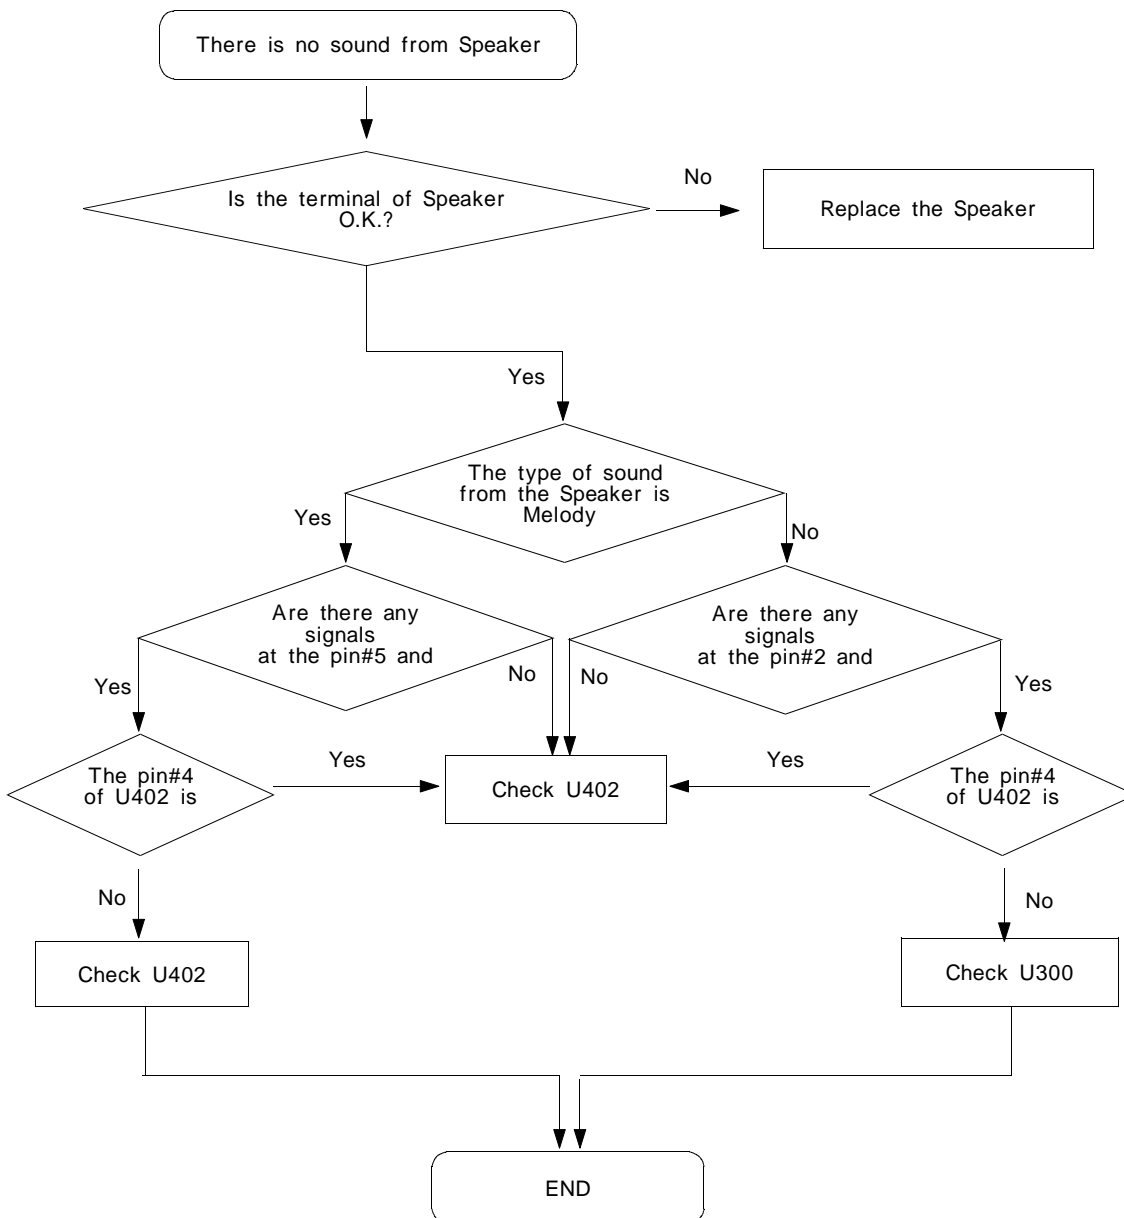 There is no sound from Speaker
Is the terminal of Speaker
O.K.?
No
Replace the Speaker
Yes
The type of sound
from the Speaker is
Melody
Yes
No
Are there any
signals
at the pin#5 and
Are there any
signals
at the pin#2 and
Yes
No
No
Yes
The pin#4
of U402 is
Yes
Check U402
Yes
The pin#4
of U402 is
No
No
Check U402
Check U300
END